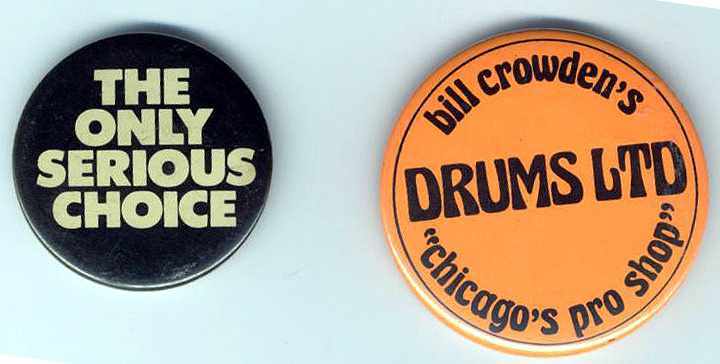 THE
ONLY
SERIOUS
CHOICE
bill crowden's
DRUMS LTD
"chicago's pro shop"